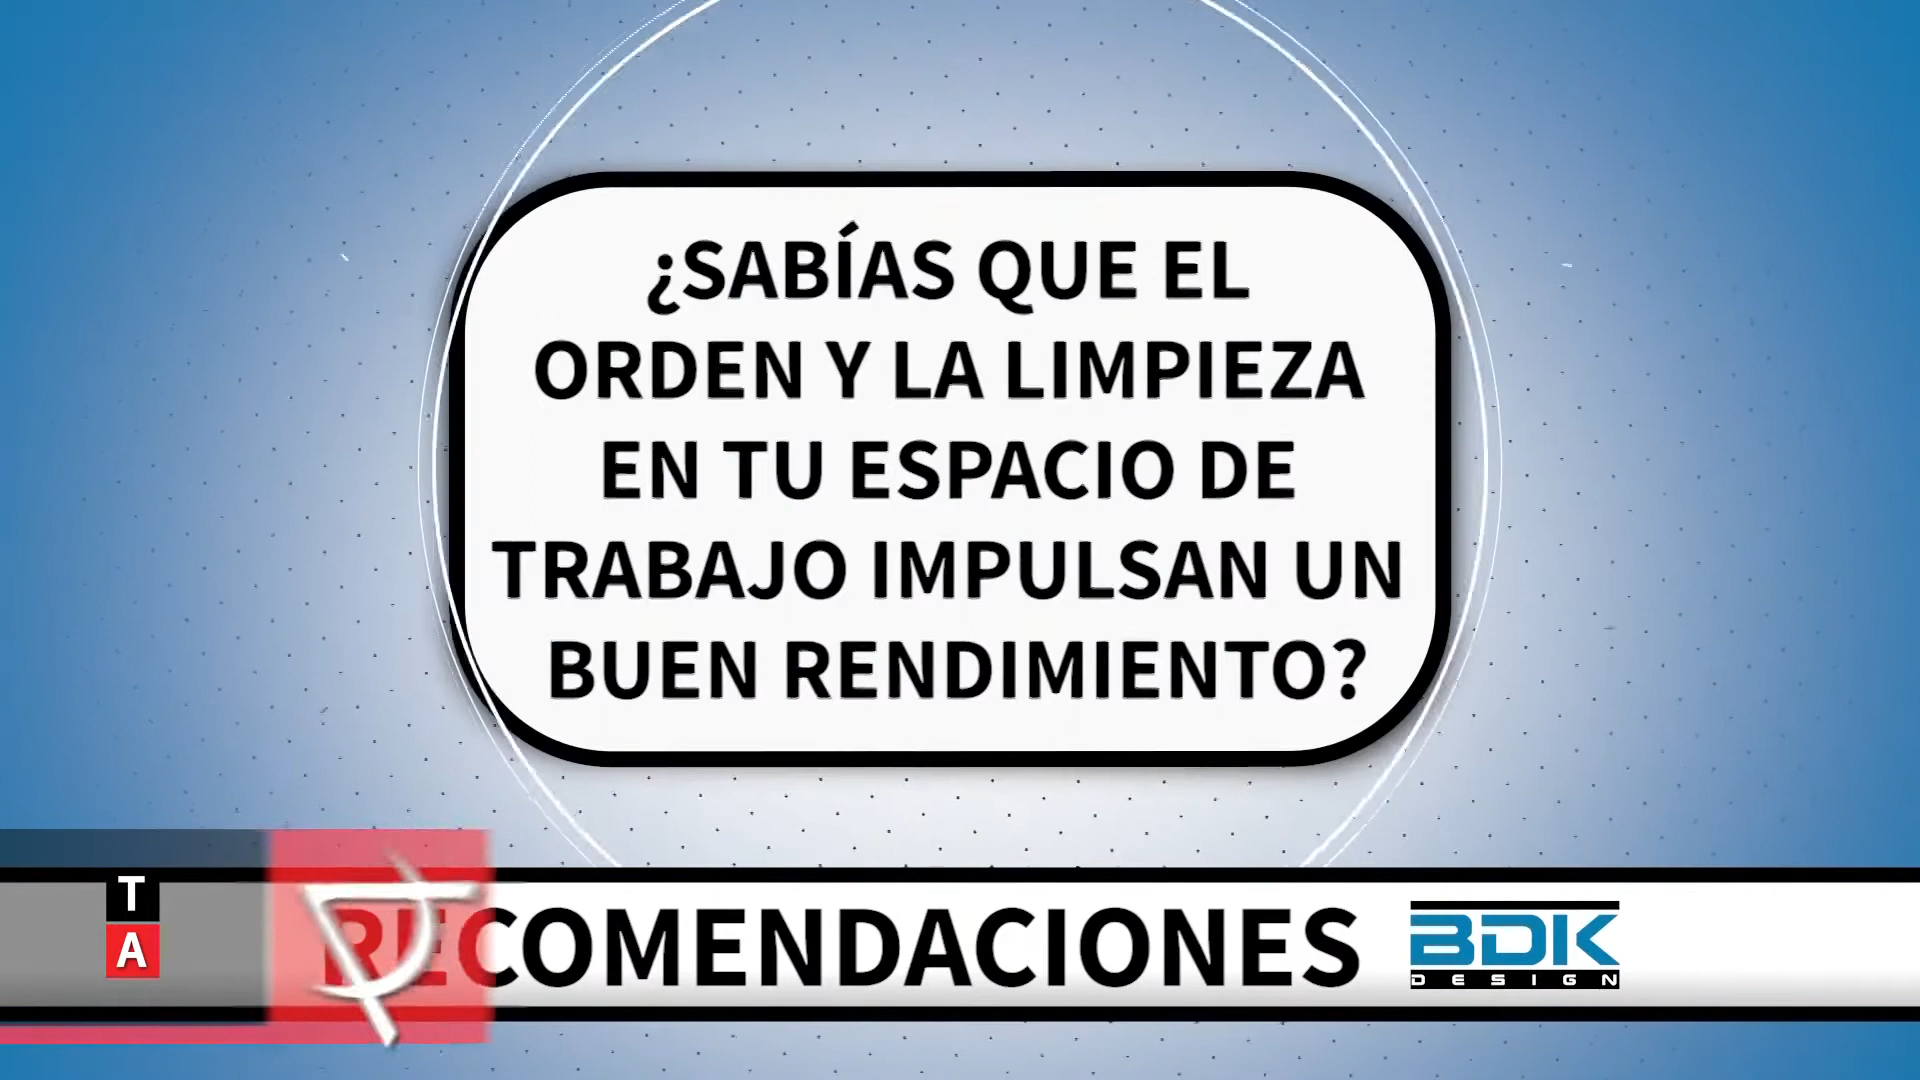 ¿SABÍAS QUE EL
ORDEN Y LA LIMPIEZA
EN TU ESPACIO DE
TRABAJO IMPULSAN UN
BUEN RENDIMIENTO?
T
A
RECOMENDACIONES
BDK
DESIGN